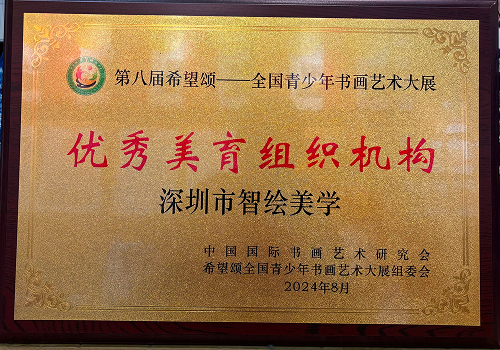 第八届希望颂——全国青少年书画艺术大展
优秀美育组织机构
深圳市智绘美学
中国国际书画艺术研究会
希望颂全国青少年书画艺术大展组委会
2024年8月